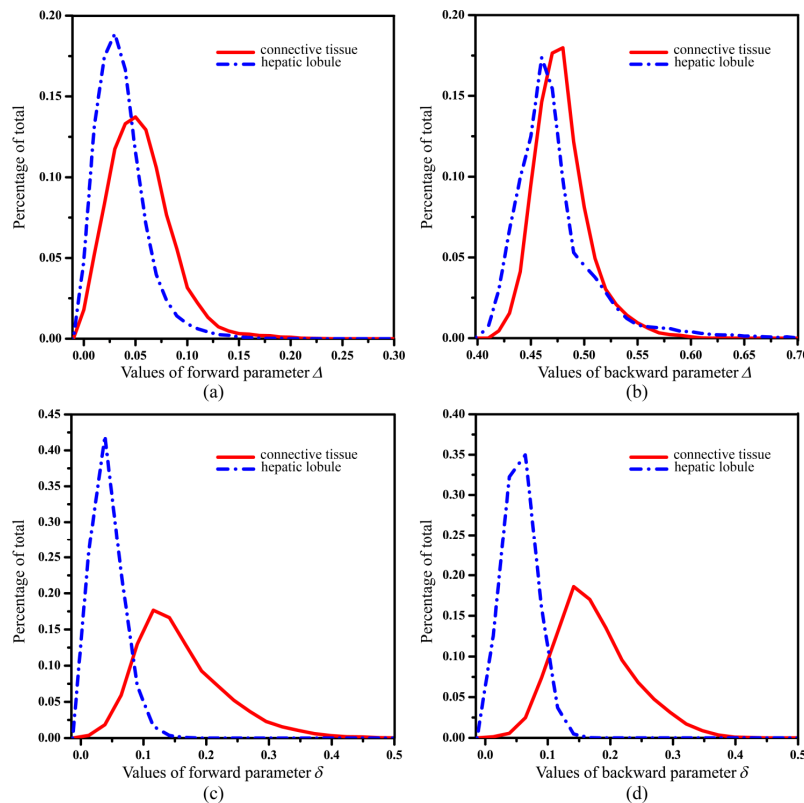 0.20
0.15
0.10
0.05
0.00
Percentage of total
connective tissue
hepatic lobule
0.00 0.05 0.10 0.15 0.20 0.25 0.30
Values of forward parameter Δ
(a)
0.20
0.15
0.10
0.05
0.00
Percentage of total
connective tissue
hepatic lobule
0.40 0.45 0.50 0.55 0.60 0.65 0.70
Values of backward parameter Δ
(b)
0.45
0.40
0.35
0.30
0.25
0.20
0.15
0.10
0.05
0.00
Percentage of total
connective tissue
hepatic lobule
0.0 0.1 0.2 0.3 0.4 0.5
Values of forward parameter δ
(c)
0.40
0.35
0.30
0.25
0.20
0.15
0.10
0.05
0.00
Percentage of total
connective tissue
hepatic lobule
0.0 0.1 0.2 0.3 0.4 0.5
Values of backward parameter δ
(d)